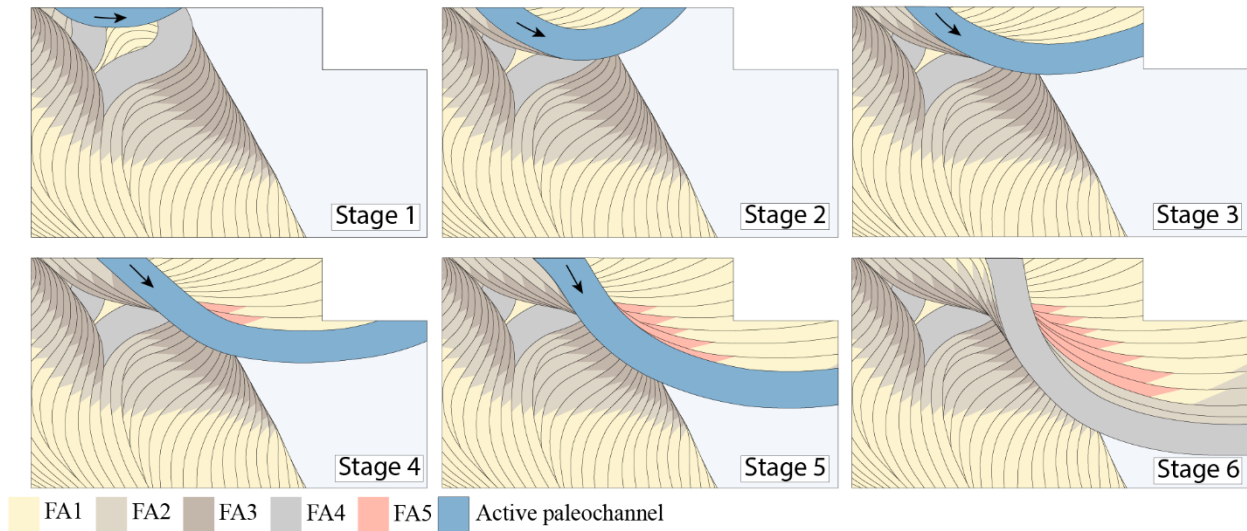 Stage 1
Stage 2
Stage 3
Stage 4
Stage 5
Stage 6
FA1 FA2 FA3 FA4 FA5 Active paleochannel